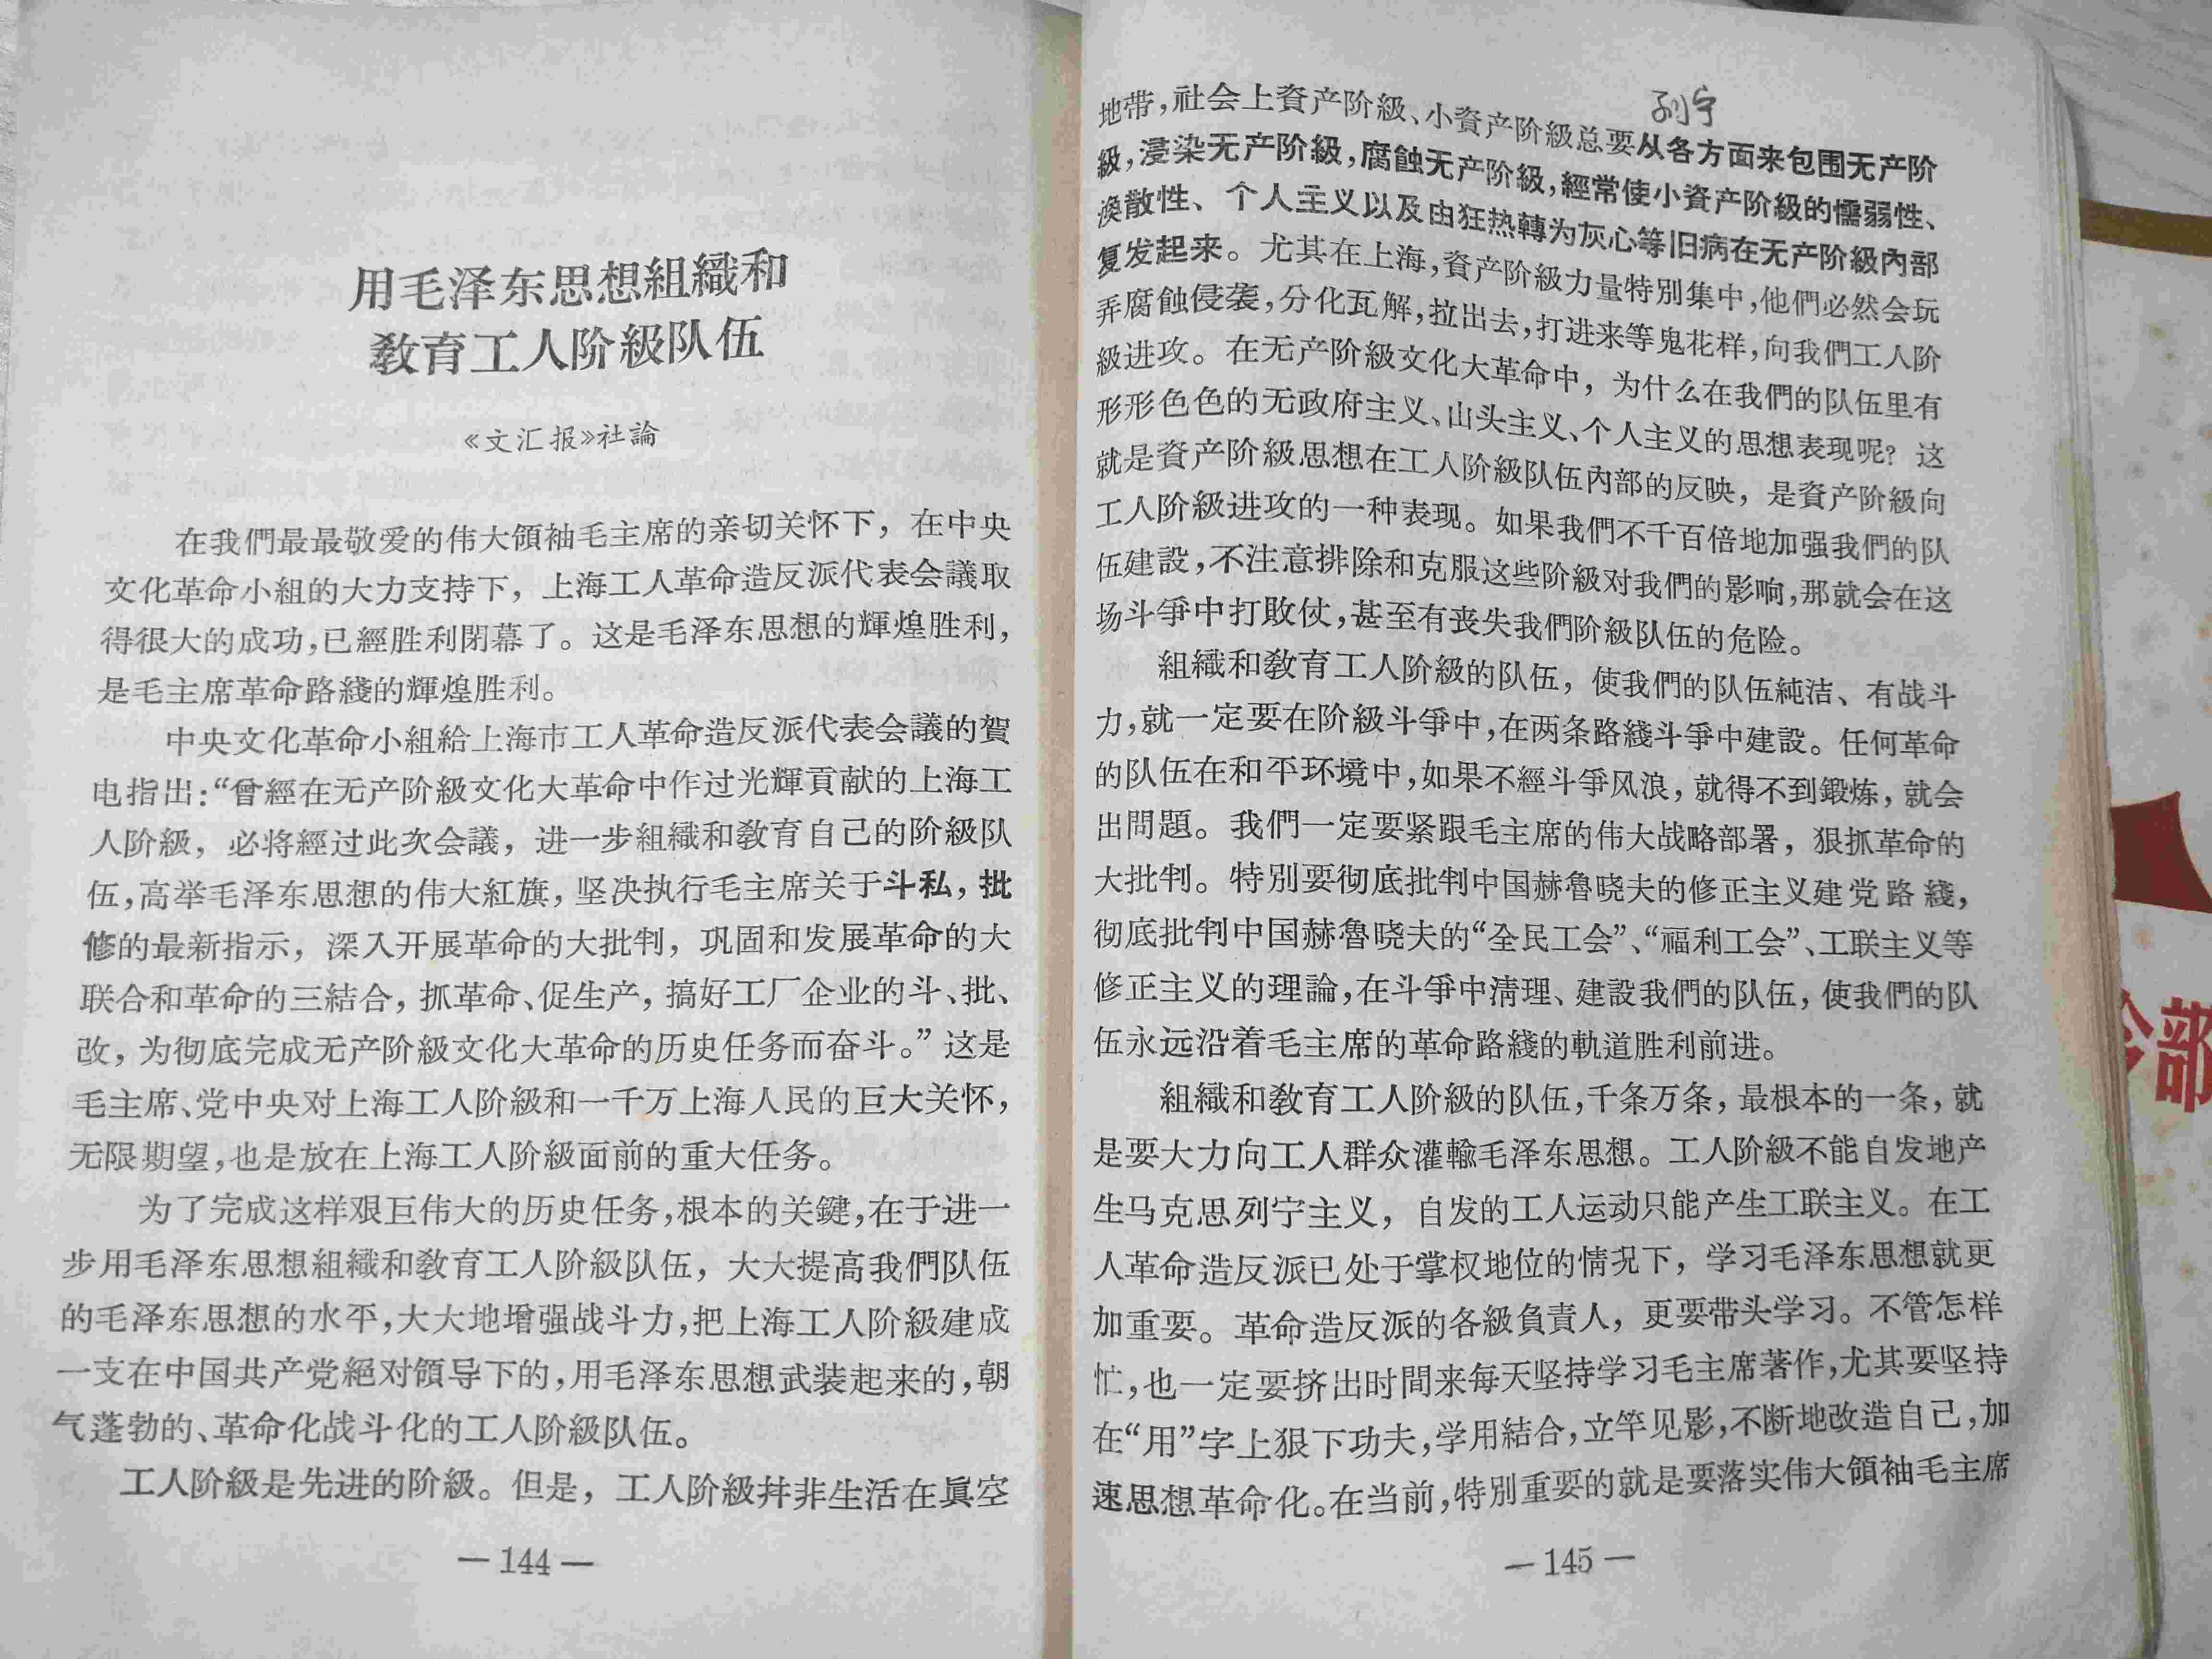 用毛泽东思想組織和
教育工人阶級队伍
《文汇报》社論
在我們最最敬爱的伟大領袖毛主席的亲切关怀下，在中央
文化革命小組的大力支持下，上海工人革命造反派代表会議取
得很大的成功，已經胜利閉幕了。这是毛泽东思想的輝煌胜利，
是毛主席革命路綫的輝煌胜利。
中央文化革命小組給上海市工人革命造反派代表会議的賀
电指出：“曾經在无产阶級文化大革命中作过光輝貢献的上海工
人阶級，必将經过此次会議，进一步組織和教育自己的阶級队
伍，高举毛泽东思想的伟大紅旗，坚决执行毛主席关于斗私，批
修的最新指示，深入开展革命的大批判，巩固和发展革命的大
联合和革命的三結合，抓革命、促生产，搞好工厂企业的斗、批、
改，为彻底完成无产阶級文化大革命的历史任务而奋斗。”这是
毛主席、党中央对上海工人阶級和一千万上海人民的巨大关怀，
无限期望，也是放在上海工人阶級面前的重大任务。
为了完成这样艰巨伟大的历史任务，根本的关鍵，在于进一
步用毛泽东思想組織和教育工人阶級队伍，大大提高我們队伍
的毛泽东思想的水平，大大地增强战斗力，把上海工人阶級建成
一支在中国共产党絕对領导下的，用毛泽东思想武装起来的，朝
气蓬勃的、革命化战斗化的工人阶級队伍。
工人阶級是先进的阶級。但是，工人阶級幷非生活在眞空
—144—
列宁
地带，社会上資产阶級、小資产阶級总要从各方面来包围无产阶
級，浸染无产阶級，腐蝕无产阶級，經常使小資产阶級的懦弱性、
渙散性、个人主义以及由狂热轉为灰心等旧病在无产阶級內部
复发起来。尤其在上海，資产阶級力量特別集中，他們必然会玩
弄腐蝕侵袭，分化瓦解，拉出去，打进来等鬼花样，向我們工人阶
級进攻。在无产阶級文化大革命中，为什么在我們的队伍里有
形形色色的无政府主义、山头主义、个人主义的思想表现呢？这
就是資产阶級思想在工人阶級队伍內部的反映，是資产阶級向
工人阶級进攻的一种表现。如果我們不千百倍地加强我們的队
伍建設，不注意排除和克服这些阶級对我們的影响，那就会在这
场斗爭中打敗仗，甚至有丧失我們阶級队伍的危险。
組織和教育工人阶級的队伍，使我們的队伍純洁、有战斗
力，就一定要在阶級斗爭中，在两条路綫斗爭中建設。任何革命
的队伍在和平环境中，如果不經斗爭风浪，就得不到鍛炼，就会
出問題。我們一定要紧跟毛主席的伟大战略部署，狠抓革命的
大批判。特別要彻底批判中国赫魯晓夫的修正主义建党路綫，
彻底批判中国赫魯晓夫的“全民工会”、“福利工会”、工联主义等
修正主义的理論，在斗爭中清理、建設我們的队伍，使我們的队
伍永远沿着毛主席的革命路綫的軌道胜利前进。
組織和教育工人阶級的队伍，千条万条，最根本的一条，就
是要大力向工人群众灌輸毛泽东思想。工人阶級不能自发地产
生马克思列宁主义，自发的工人运动只能产生工联主义。在工
人革命造反派已处于掌权地位的情况下，学习毛泽东思想就更
加重要。革命造反派的各級負責人，更要带头学习。不管怎样
忙，也一定要挤出时間来每天坚持学习毛主席著作，尤其要坚持
在“用”字上狠下功夫，学用結合，立竿见影，不断地改造自己，加
速思想革命化。在当前，特別重要的就是要落实伟大領袖毛主席
—145—
部